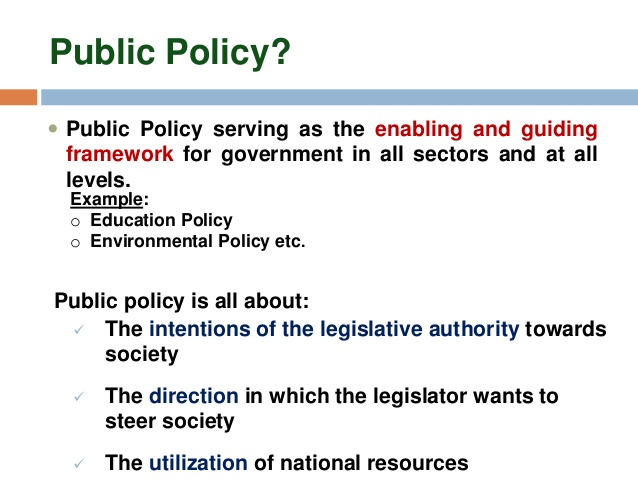 Public Policy?
• Public Policy serving as the enabling and guiding
framework for government in all sectors and at all
levels.
Example:
o Education Policy
o Environmental Policy etc.
Public policy is all about:
✓ The intentions of the legislative authority towards
society
✓ The direction in which the legislator wants to
steer society
✓ The utilization of national resources